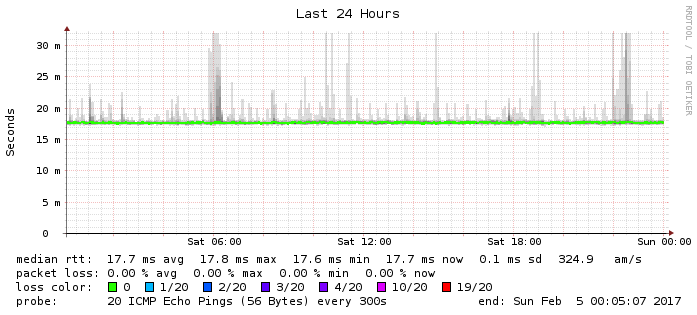 Last 24 Hours
RRDTOOL / TOBI OETIKER
Seconds
30 m
25 m
20 m
15 m
10 m
5 m
0
Sat 06:00 Sat 12:00 Sat 18:00 Sun 00:00
median rtt: 17.7 ms avg 17.8 ms max 17.6 ms min 17.7 ms now 0.1 ms sd 324.9 am/s
packet loss: 0.00 % avg 0.00 % max 0.00 % min 0.00 % now
loss color: 0 1/20 2/20 3/20 4/20 10/20 19/20
probe: 20 ICMP Echo Pings (56 Bytes) every 300s end: Sun Feb 5 00:05:07 2017